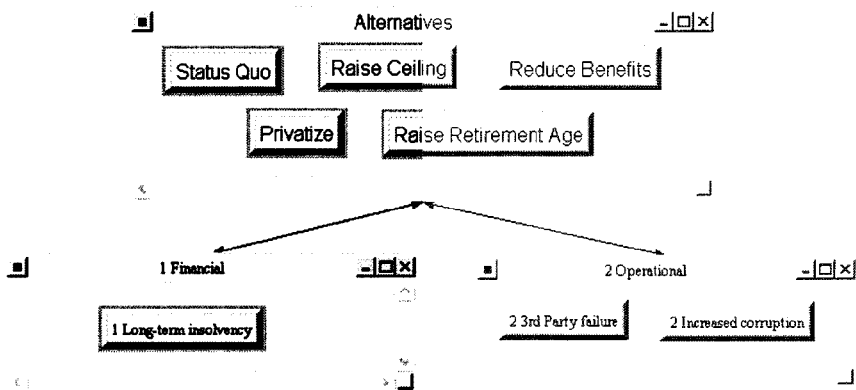 Alternatives
Status Quo
Raise Ceiling
Reduce Benefits
Privatize
Raise Retirement Age
1 Financial
2 Operational
1 Long-term insolvency
2 3rd Party failure
2 Increased corruption